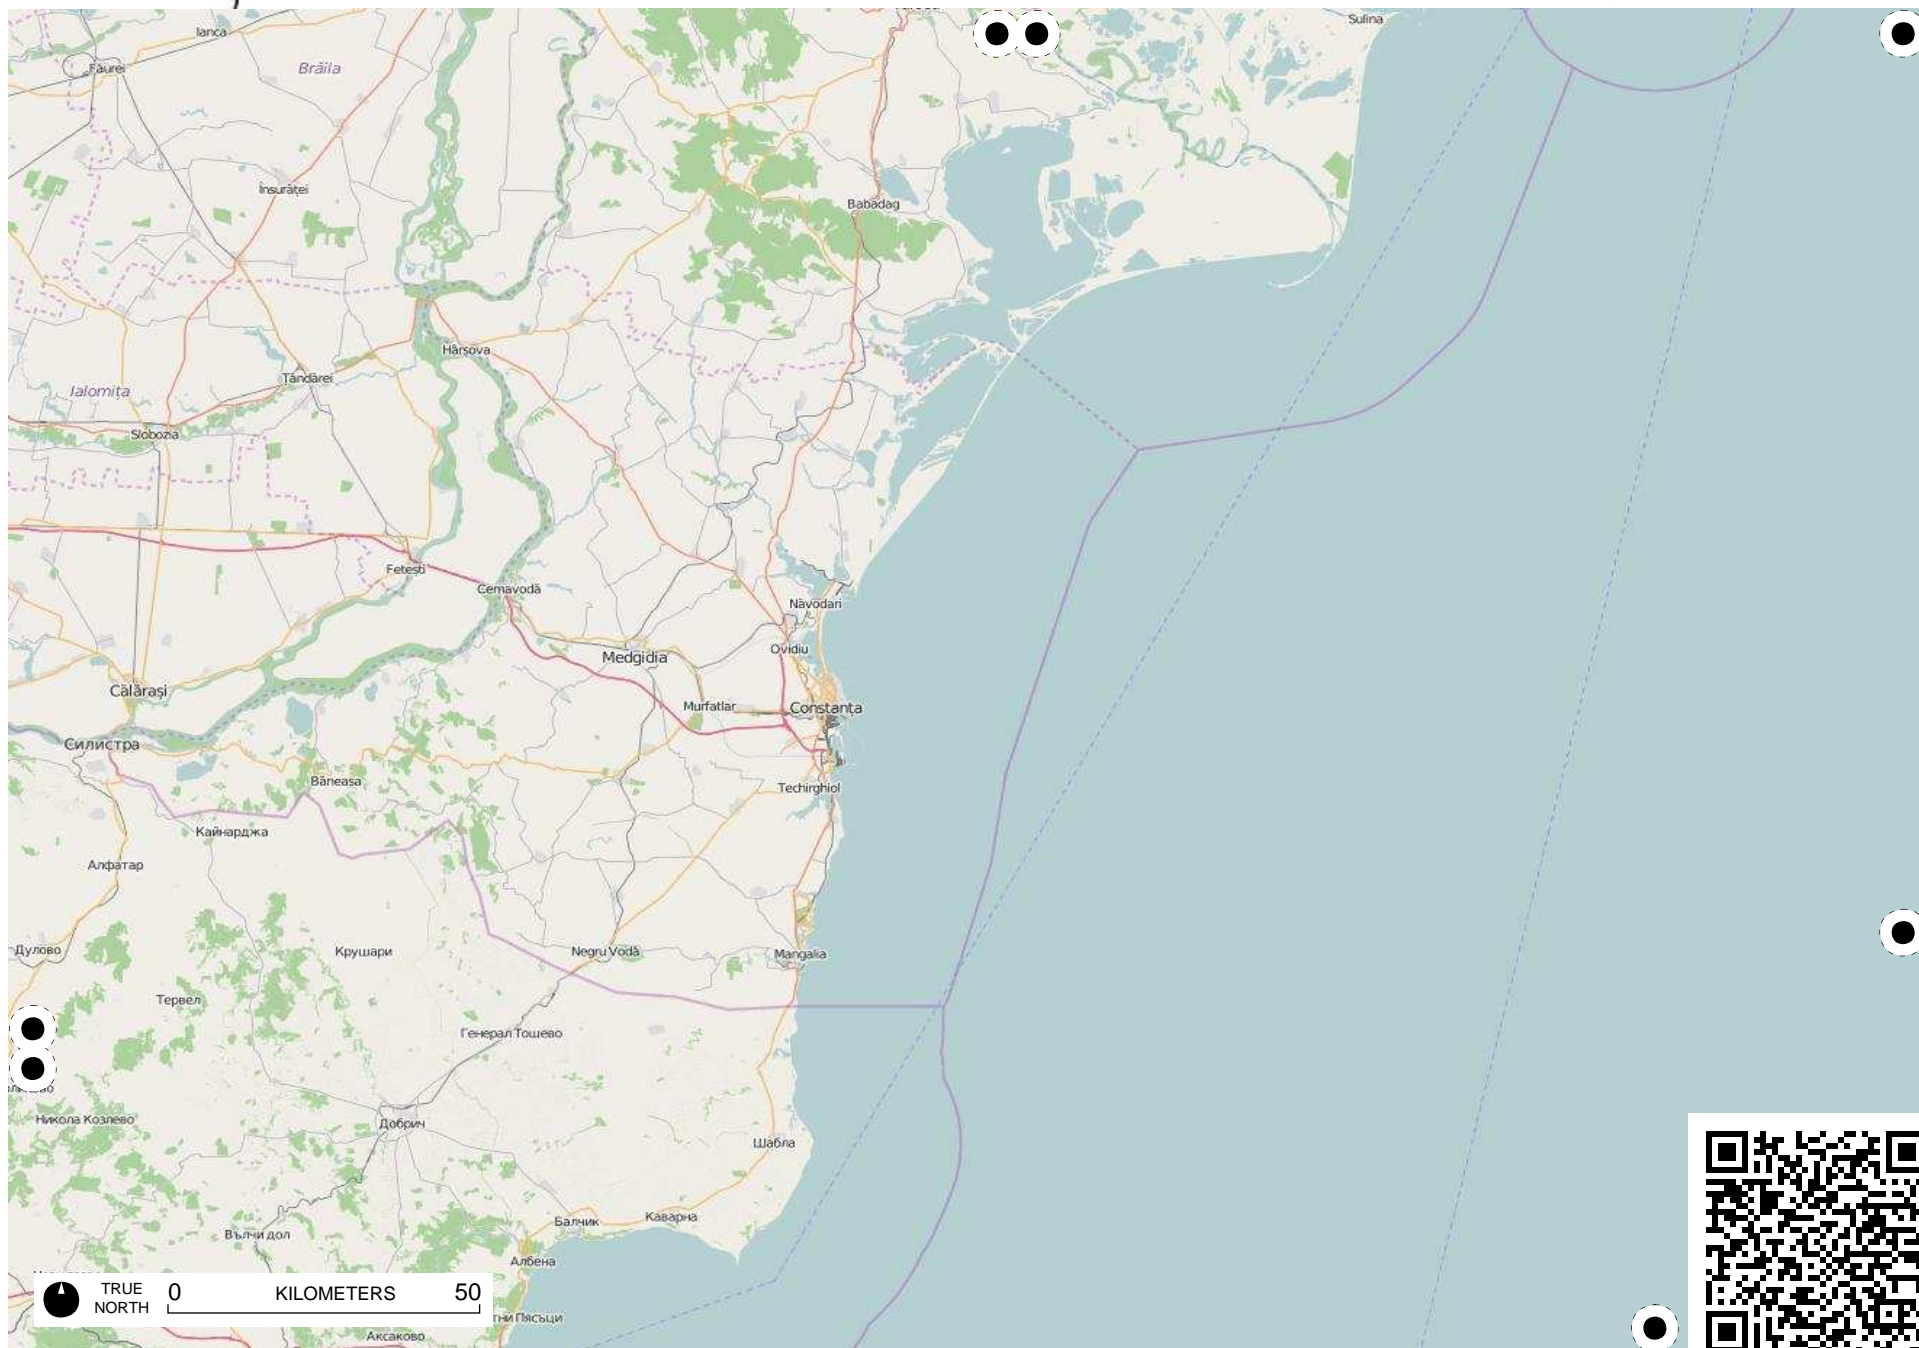 Ianca
Sulina
Făurei
Brăila
Însurăței
Babadag
Hârșova
Țăndărei
Ialomița
Slobozia
Fetești
Cernavodă
Năvodari
Ovidiu
Medgidia
Călărași
Murfatlar
Constanța
Силистра
Băneasa
Techirghiol
Кайнарджа
Алфатар
Дулово
Крушари
Negru Vodă
Mangalia
Тервел
Генерал Тошево
Никола Козлево
Добрич
Шабла
Балчик
Каварна
Вълчи дол
Албена
TRUE
NORTH
0
KILOMETERS
50
тни Пясъци
Аксаково